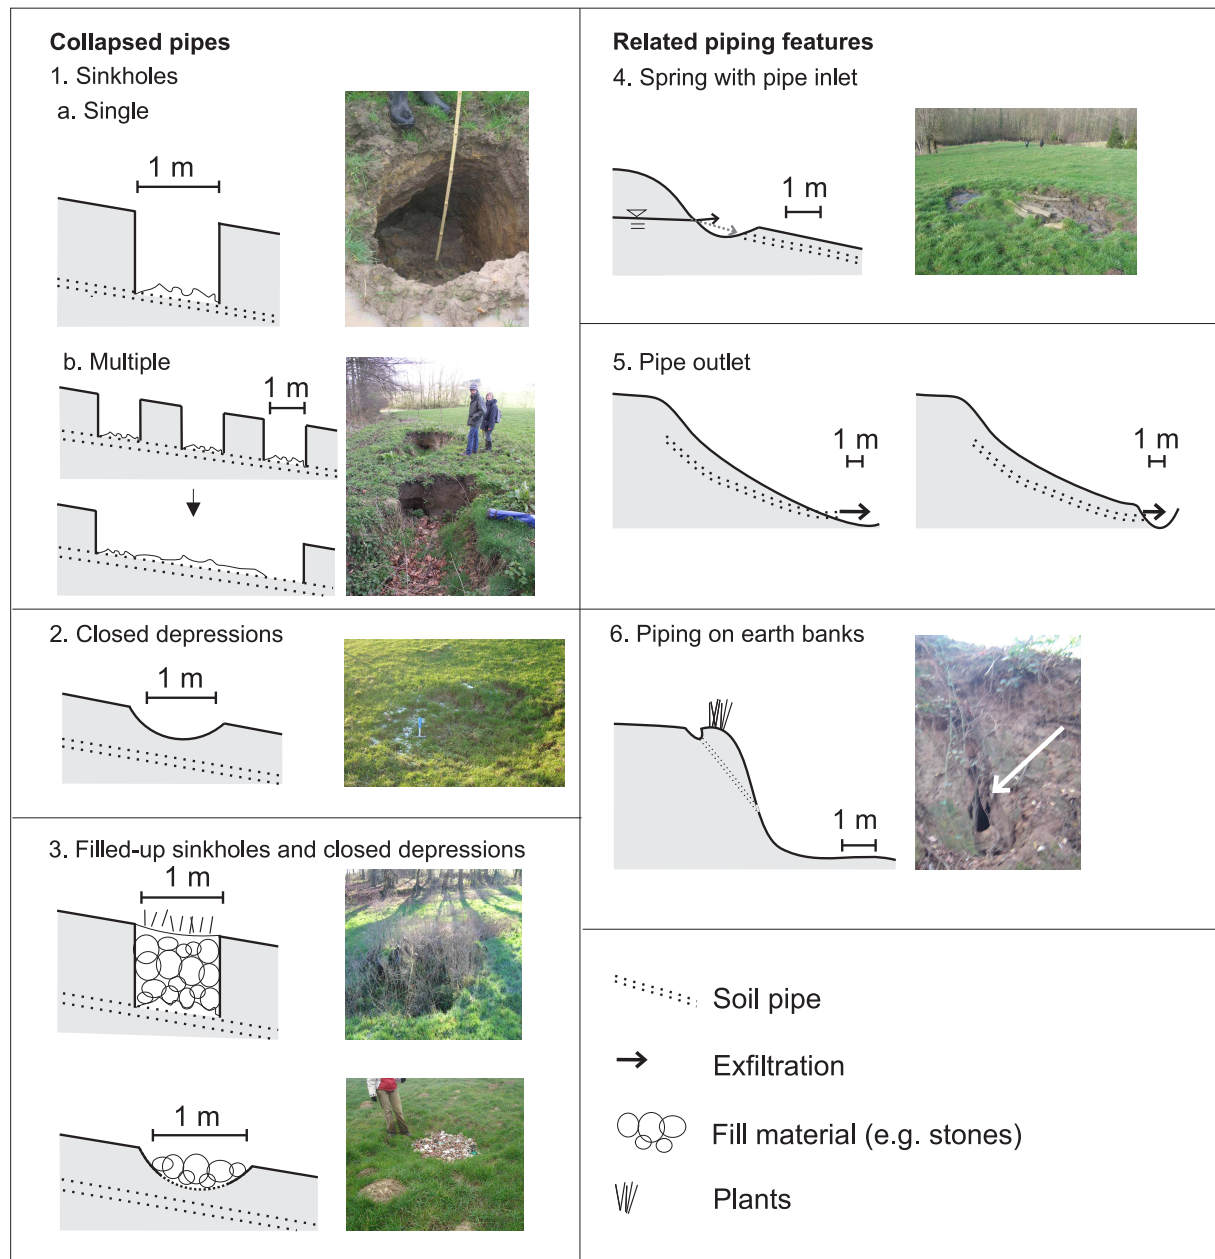 Collapsed pipes
1. Sinkholes
a. Single
1 m
b. Multiple
1 m
2. Closed depressions
1 m
3. Filled-up sinkholes and closed depressions
1 m
1 m
Related piping features
4. Spring with pipe inlet
1 m
5. Pipe outlet
1 m
1 m
6. Piping on earth banks
1 m
Soil pipe
Exfiltration
Fill material (e.g. stones)
Plants